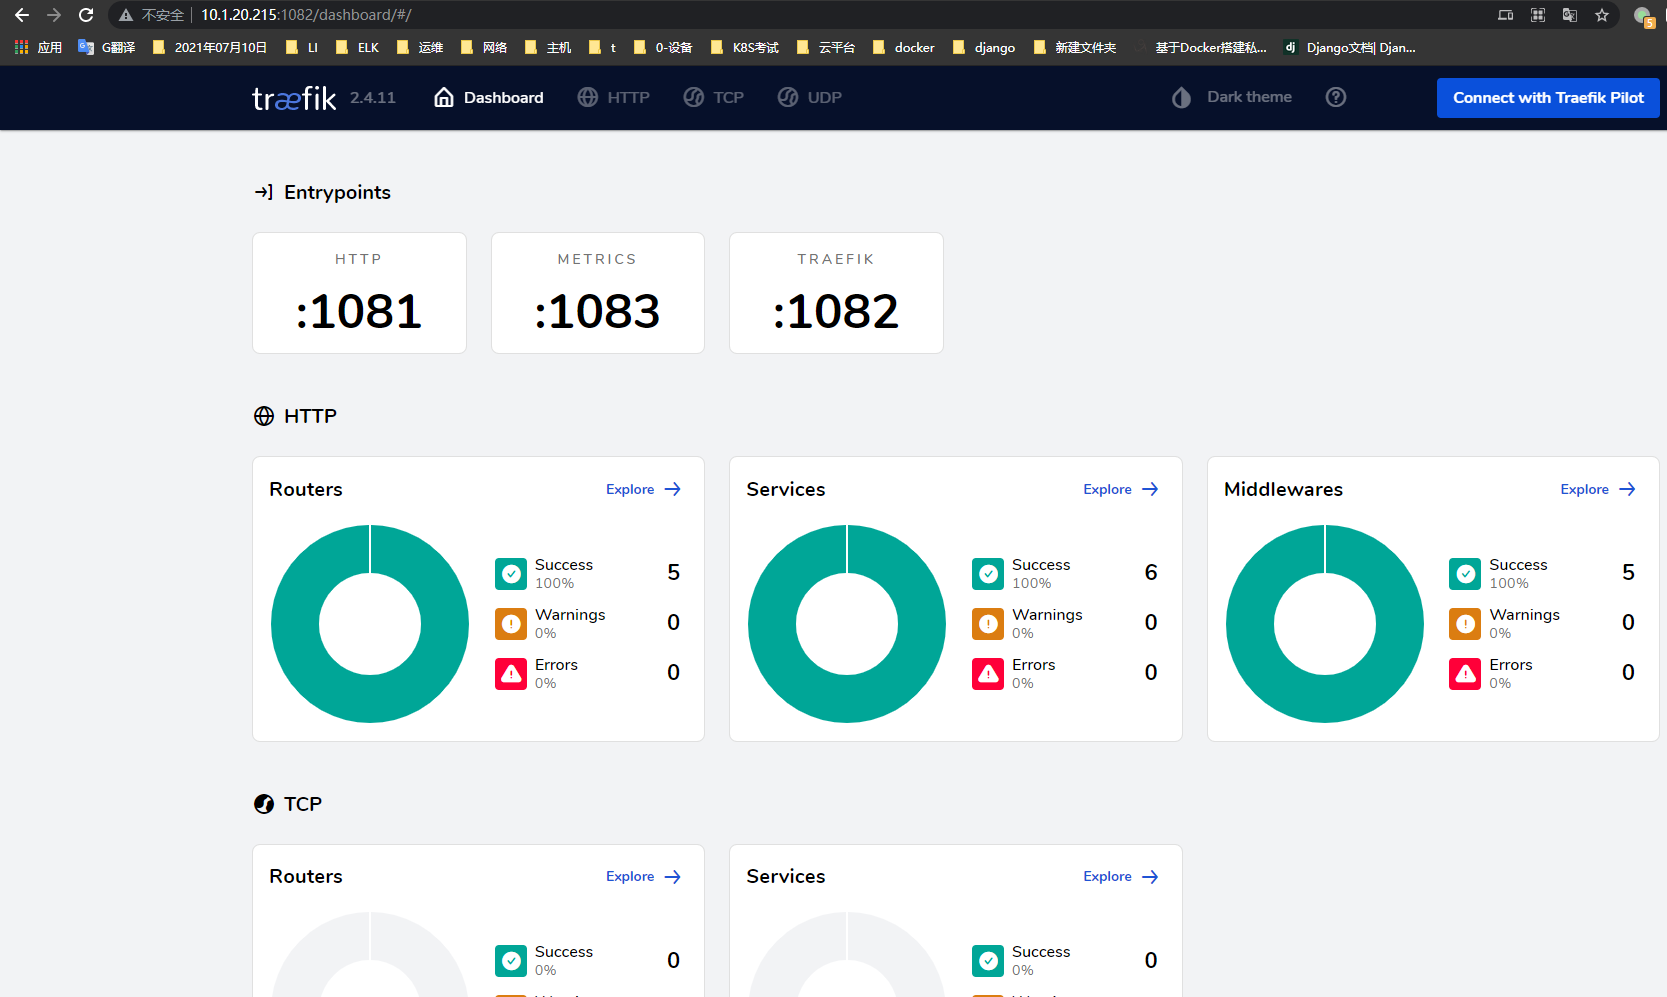 不安全 | 10.1.20.215:1082/dashboard/#/
应用 G翻译 2021年07月10日 LI ELK 运维 网络 主机 t 0-设备 K8S考试 云平台 docker django 新建文件夹 基于Docker搭建私... dj Django文档| Djan...
træfik 2.4.11 Dashboard HTTP TCP UDP Dark theme Connect with Traefik Pilot
Entrypoints
HTTP METRICS TRAEFIK
:1081 :1083 :1082
HTTP
Routers Explore Services Explore Middlewares Explore
Success 5 Success 6 Success 5
100% 100% 100%
Warnings 0 Warnings 0 Warnings 0
0% 0% 0%
Errors 0 Errors 0 Errors 0
0% 0% 0%
TCP
Routers Explore Services Explore
Success 0 Success 0
0% 0%